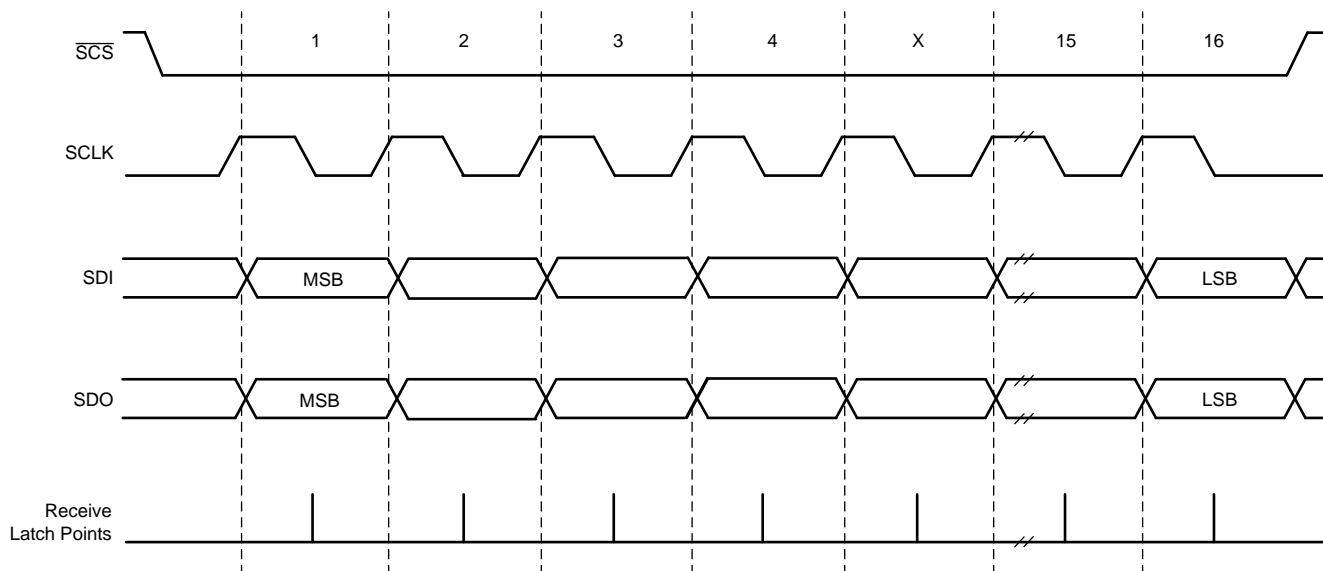 SCS
1 2 3 4 X 15 16
SCLK
SDI
MSB
LSB
SDO
MSB
LSB
Receive
Latch Points